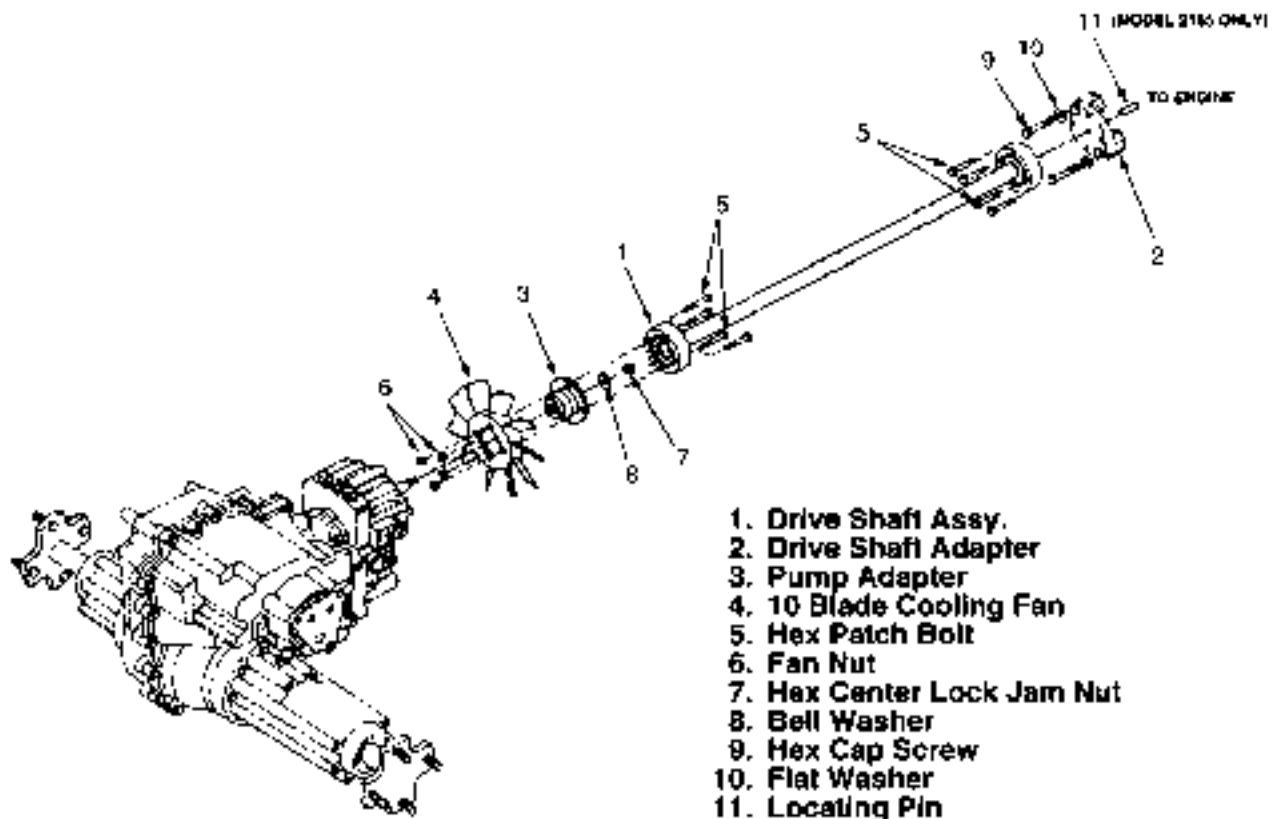 11 (MODEL 2185 ONLY)
10
9
TO ENGINE
5
5
2
1
3
4
6
7
8
1. Drive Shaft Assy.
2. Drive Shaft Adapter
3. Pump Adapter
4. 10 Blade Cooling Fan
5. Hex Patch Bolt
6. Fan Nut
7. Hex Center Lock Jam Nut
8. Bell Washer
9. Hex Cap Screw
10. Flat Washer
11. Locating Pin